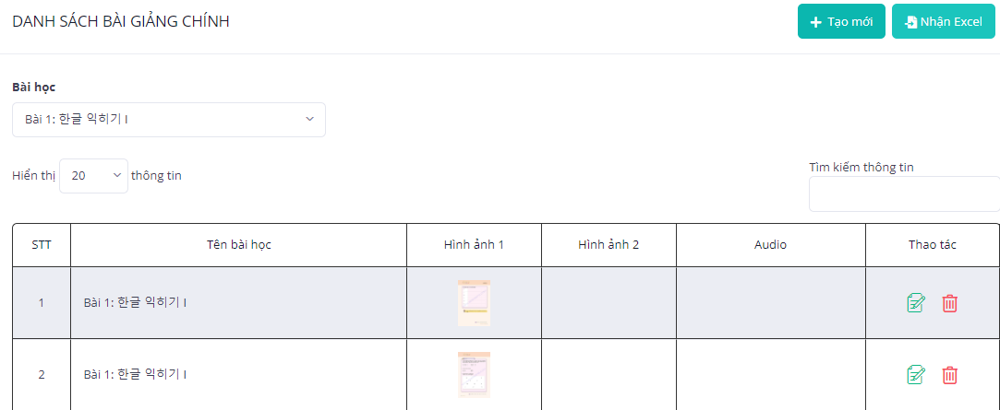 DANH SÁCH BÀI GIẢNG CHÍNH
Tạo mới
Nhận Excel
Bài học
Bài 1: 한글 익히기 I
Hiển thị 20 thông tin
Tìm kiếm thông tin
STT Tên bài học Hình ảnh 1 Hình ảnh 2 Audio Thao tác
1 Bài 1: 한글 익히기 I
2 Bài 1: 한글 익히기 I